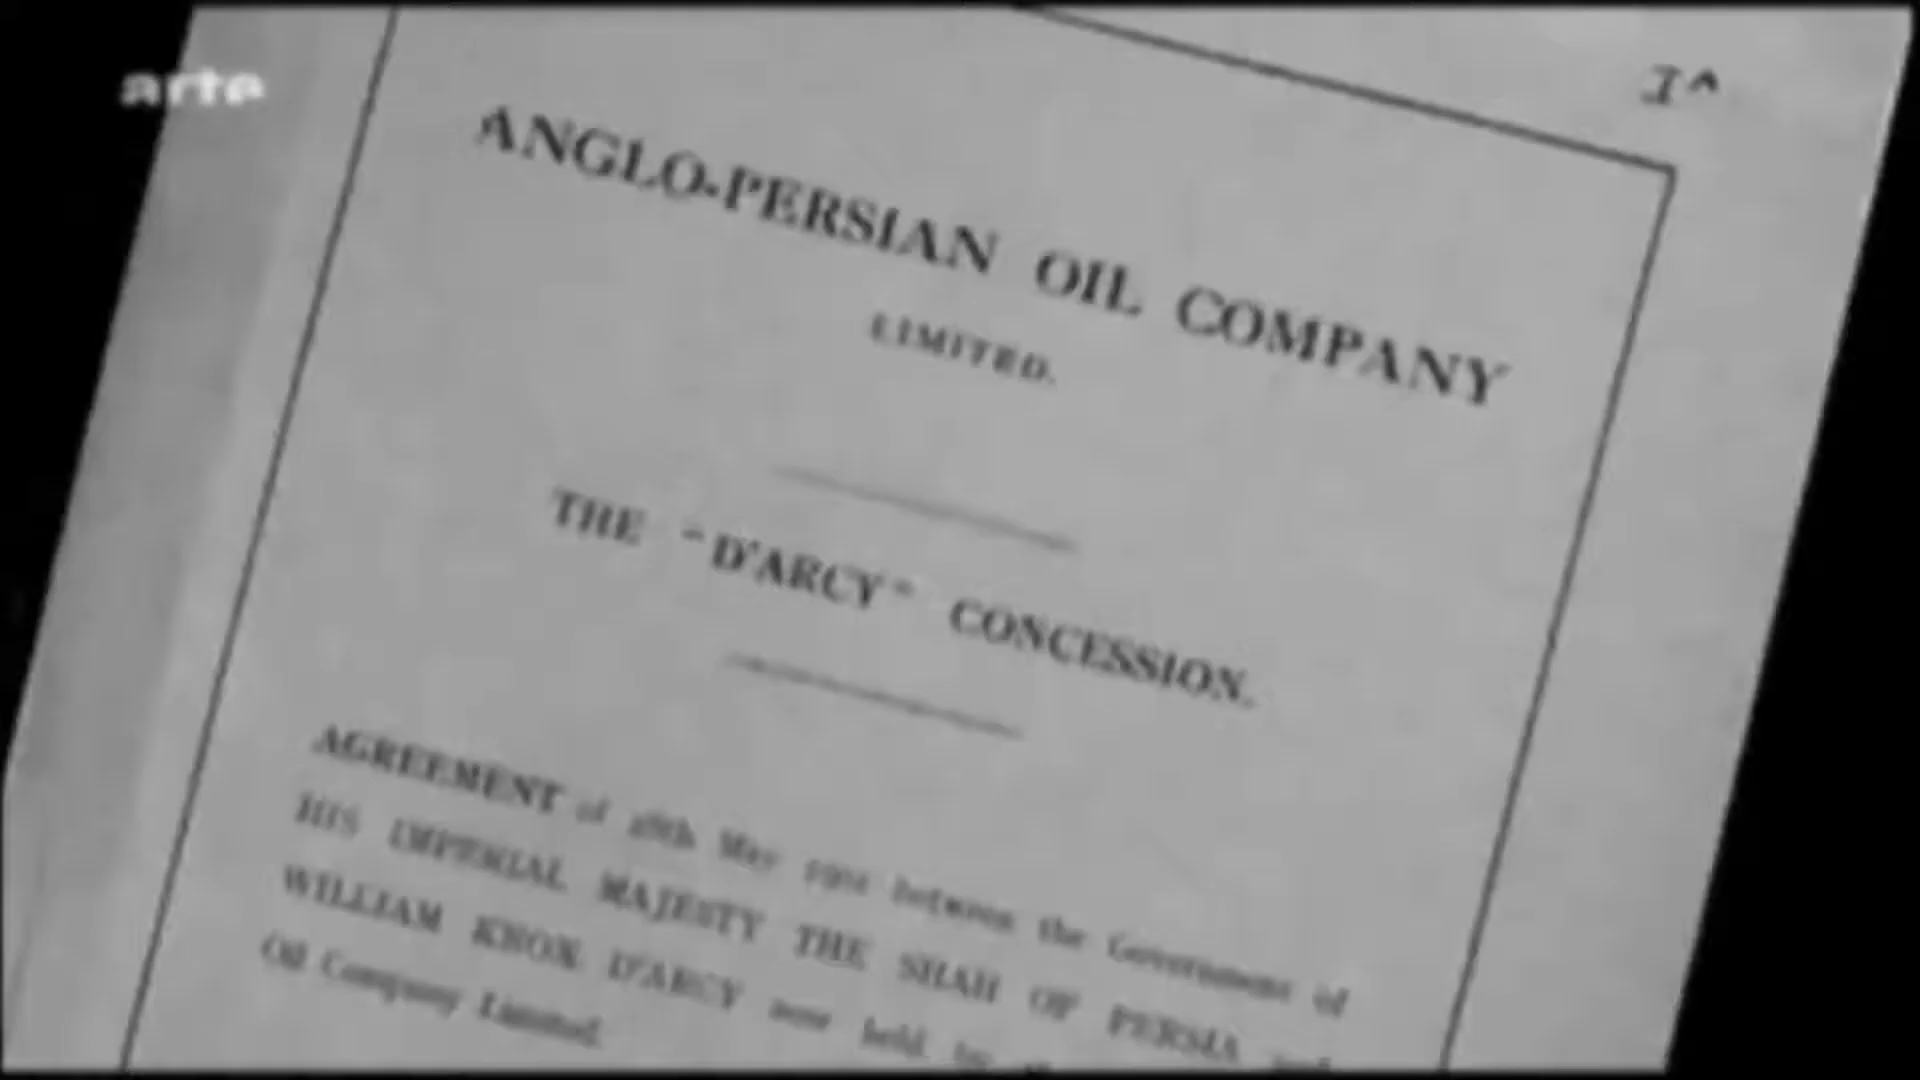 arte
ANGLO-PERSIAN OIL COMPANY
LIMITED.
THE "D'ARCY" CONCESSION.
AGREEMENT of 28th May 1901 between the Government of
HIS IMPERIAL MAJESTY THE SHAH OF PERSIA and
WILLIAM KNOX D'ARCY now held by
Oil Company Limited.